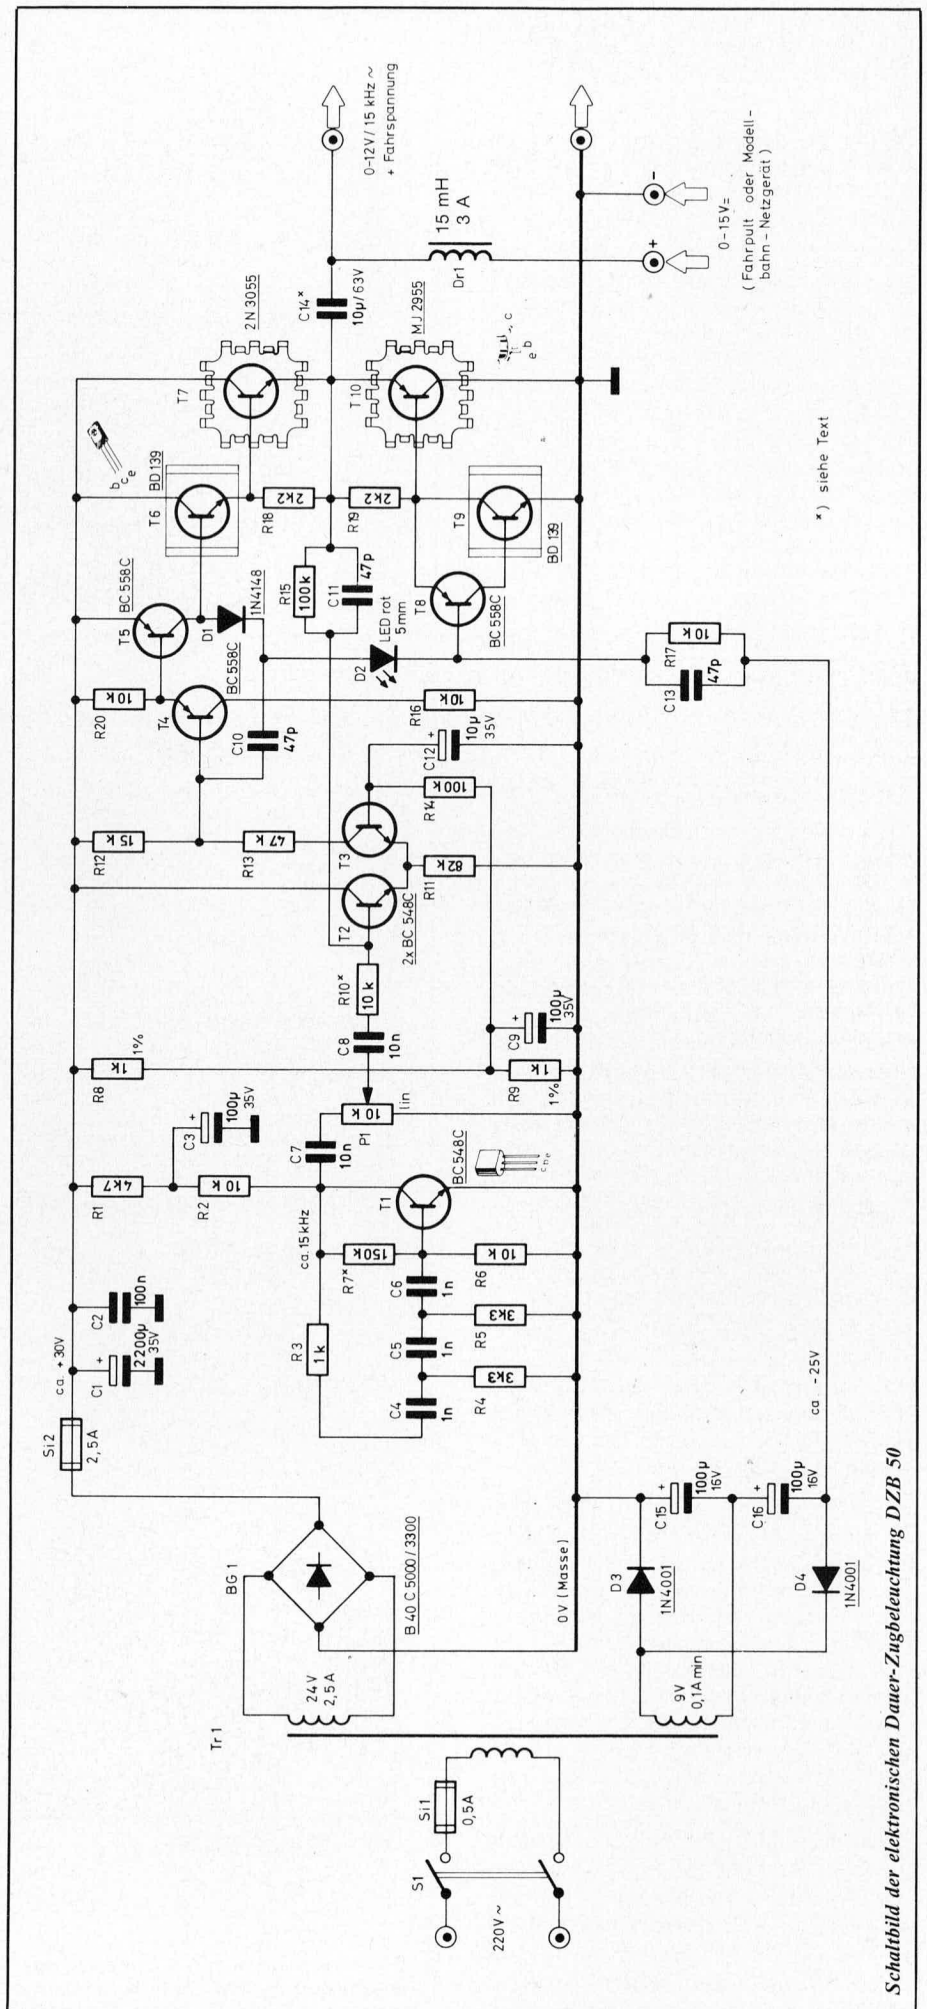 220V ~
S1
Si1
0,5A
Tr1
24V
2,5A
9V
0,1A min
BG 1
B 40 C 5000 / 3300
Si2
2,5A
ca. +30V
C1
+
2200µ
35V
C2
100n
0V (Masse)
D3
1N4001
D4
1N4001
C15
+
100µ
16V
C16
+
100µ
16V
ca. -25V
R3
1k
C4
1n
C5
1n
C6
1n
R4
3k3
R5
3k3
R6
10k
R7*
150k
ca. 15 kHz
R1
4k7
R2
10k
C3
+
100µ
35V
T1
BC548C
C7
10n
P1
10k
lin
R8
1k
1%
R9
1k
1%
C9
+
100µ
35V
C8
10n
R10*
10k
T2
2x BC 548C
T3
R11
82k
R12
15k
R13
47k
R14
100k
C12
+
10µ
35V
R16
10k
R20
10k
T4
BC558C
C10
47p
T5
BC558C
D1
1N4148
D2
LED rot
5mm
R15
100k
C11
47p
T6
BD139
b
c
e
R18
2k2
R19
2k2
T8
BC558C
T9
BD 139
T7
2N3055
T10
MJ2955
e
b
c
C14*
10µ/63V
Dr1
15 mH
3 A
C13
47p
R17
10k
0-12V / 15 kHz ~
+ Fahrspannung
+
-
0-15V=
(Fahrpult oder Modell-
bahn-Netzgerät)
*) siehe Text
Schaltbild der elektronischen Dauer-Zugbeleuchtung DZB 50